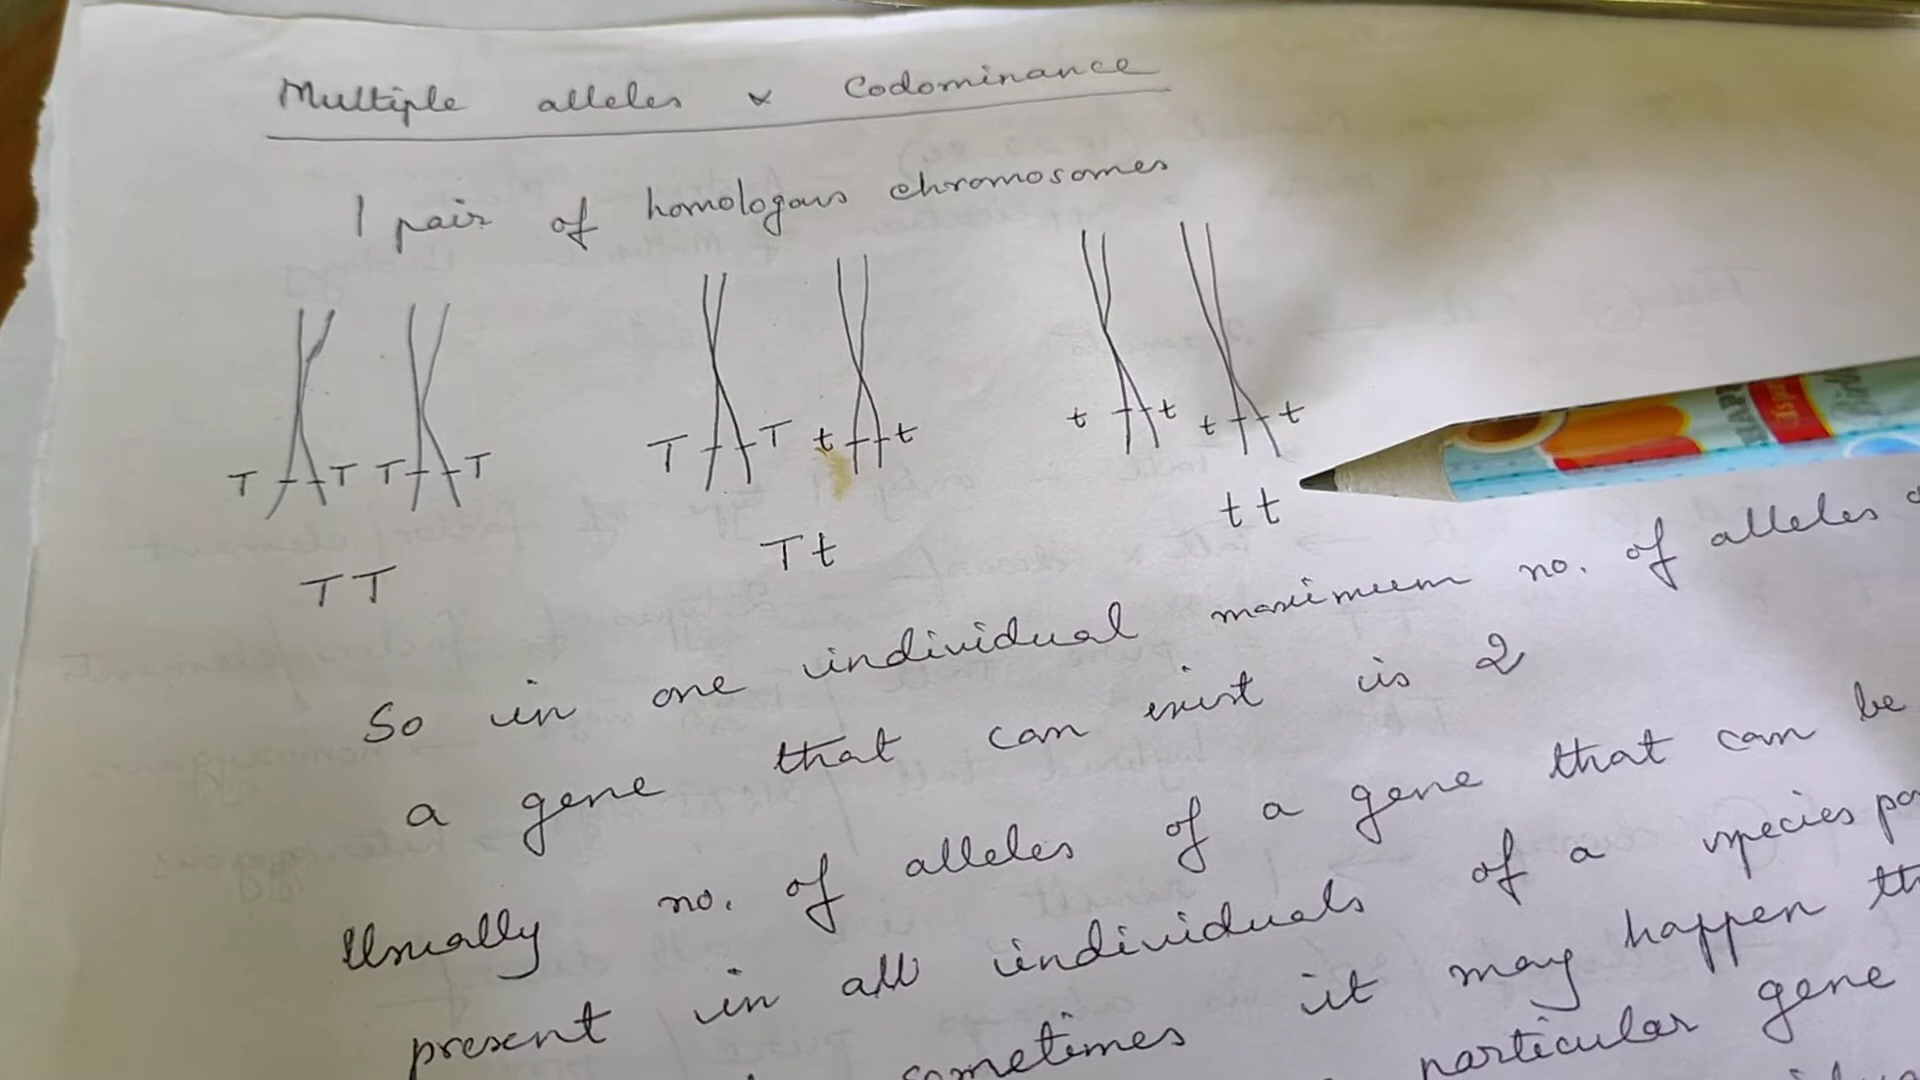 Multiple alleles & Codominance
1 pair of homologous chromosomes
T T T T
T T t t
t t t t
TT
Tt
tt
So in one individual maximum no. of alleles
a gene that can exist is 2
Usually no. of alleles of a gene that can be
present in all individuals of a species
sometimes it may happen
particular gene